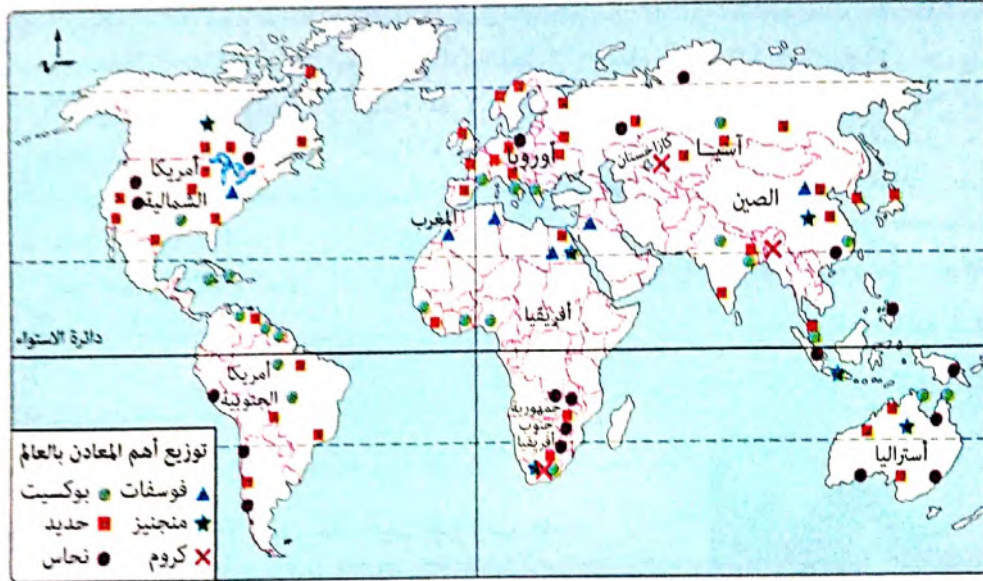 أمريكا
الشمالية
أوروبا
كازاخستان
آسيا
الصين
اليابان
المغرب
أفريقيا
دائرة الاستواء
أمريكا
الجنوبية
جمهورية
جنوب
أفريقيا
أستراليا
توزيع أهم المعادن بالعالم
فوسفات بوكسيت
منجنيز حديد
كروم نحاس